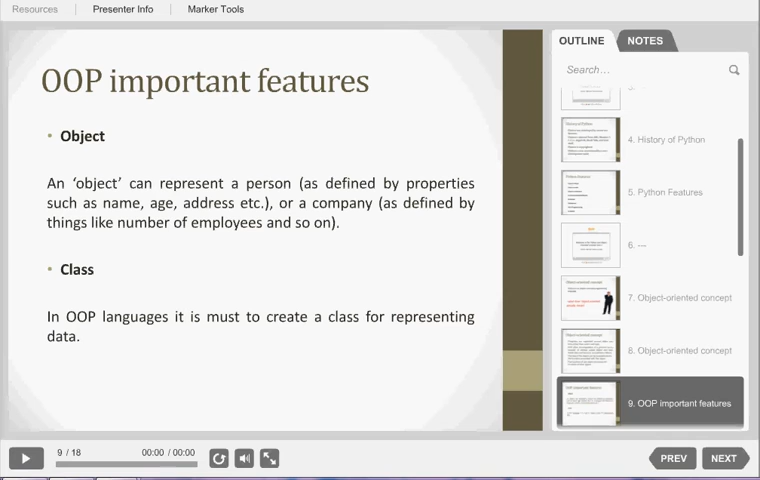 Resources
Presenter Info
Marker Tools
OOP important features
• Object
An ‘object’ can represent a person (as defined by properties
such as name, age, address etc.), or a company (as defined by
things like number of employees and so on).
• Class
In OOP languages it is must to create a class for representing
data.
OUTLINE
NOTES
Search...
4. History of Python
5. Python Features
6. ---
7. Object-oriented concept
8. Object-oriented concept
9. OOP important features
9 / 18
00:00 / 00:00
PREV
NEXT